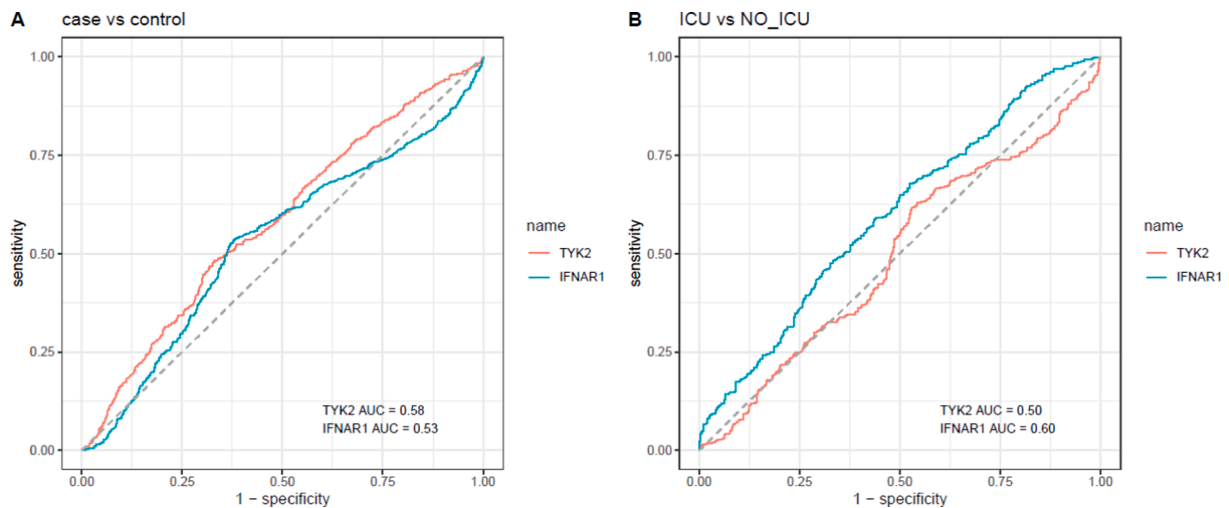 A
case vs control
1.00
0.75
0.50
0.25
0.00
sensitivity
0.00 0.25 0.50 0.75 1.00
1 − specificity
TYK2 AUC = 0.58
IFNAR1 AUC = 0.53
name
TYK2
IFNAR1
B
ICU vs NO_ICU
1.00
0.75
0.50
0.25
0.00
sensitivity
0.00 0.25 0.50 0.75 1.00
1 − specificity
TYK2 AUC = 0.50
IFNAR1 AUC = 0.60
name
TYK2
IFNAR1